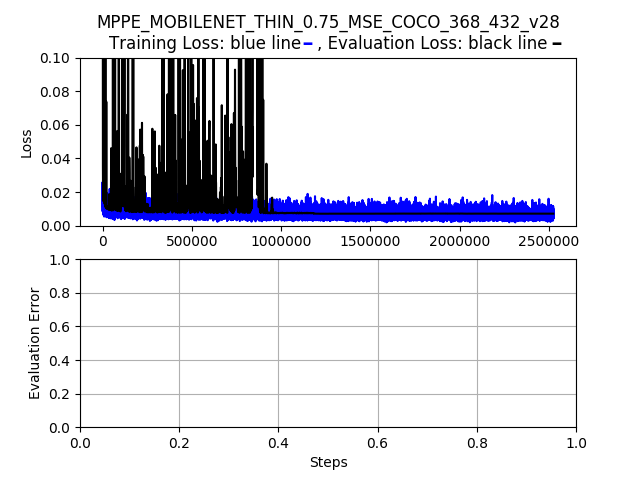 MPPE_MOBILENET_THIN_0.75_MSE_COCO_368_432_v28
Training Loss: blue line , Evaluation Loss: black line
0.10
0.08
0.06
0.04
0.02
0.00
Loss
0 500000 1000000 1500000 2000000 2500000
1.0
0.8
0.6
0.4
0.2
0.0
Evaluation Error
0.0 0.2 0.4 0.6 0.8 1.0
Steps